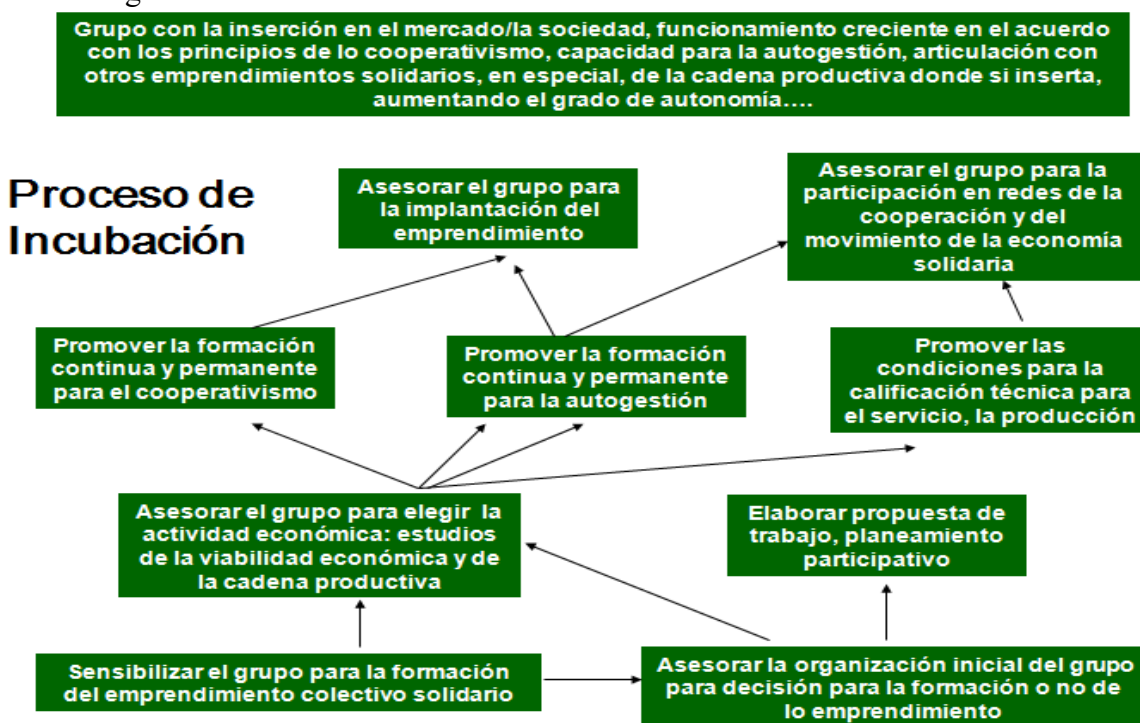 Grupo con la inserción en el mercado/la sociedad, funcionamiento creciente en el acuerdo
con los principios de lo cooperativismo, capacidad para la autogestión, articulación con
otros emprendimientos solidarios, en especial, de la cadena productiva donde si inserta,
aumentando el grado de autonomía….
Proceso de
Incubación
Asesorar el grupo para
la implantación del
emprendimiento
Asesorar el grupo para la
participación en redes de la
cooperación y del
movimiento de la economía
solidaria
Promover la formación
continua y permanente
para el cooperativismo
Promover la formación
continua y permanente
para la autogestión
Promover las
condiciones para la
calificación técnica para
el servicio, la producción
Asesorar el grupo para elegir la
actividad económica: estudios
de la viabilidad económica y de
la cadena productiva
Elaborar propuesta de
trabajo, planeamiento
participativo
Sensibilizar el grupo para la formación
del emprendimiento colectivo solidario
Asesorar la organización inicial del grupo
para decisión para la formación o no de
lo emprendimiento